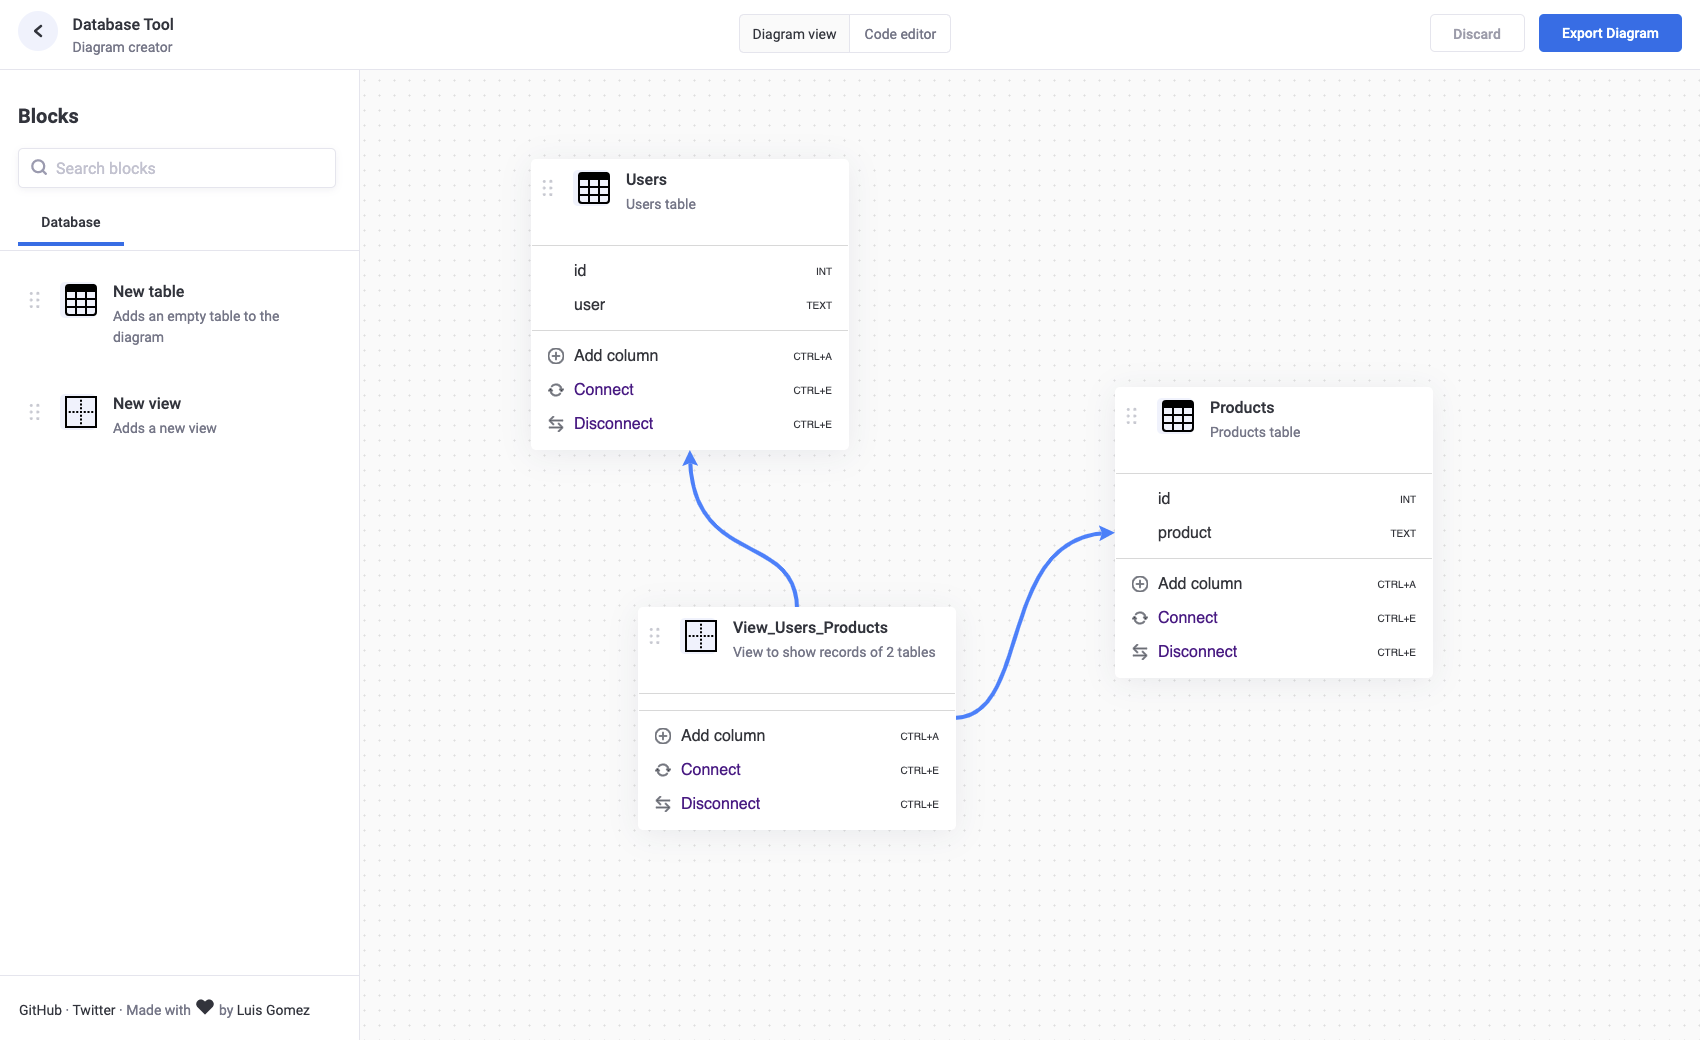 Database Tool
Diagram creator
Diagram view
Code editor
Discard
Export Diagram
Blocks
Search blocks
Database
New table
Adds an empty table to the
diagram
New view
Adds a new view
GitHub · Twitter · Made with by Luis Gomez
Users
Users table
id INT
user TEXT
Add column CTRL+A
Connect CTRL+E
Disconnect CTRL+E
Products
Products table
id INT
product TEXT
Add column CTRL+A
Connect CTRL+E
Disconnect CTRL+E
View_Users_Products
View to show records of 2 tables
Add column CTRL+A
Connect CTRL+E
Disconnect CTRL+E